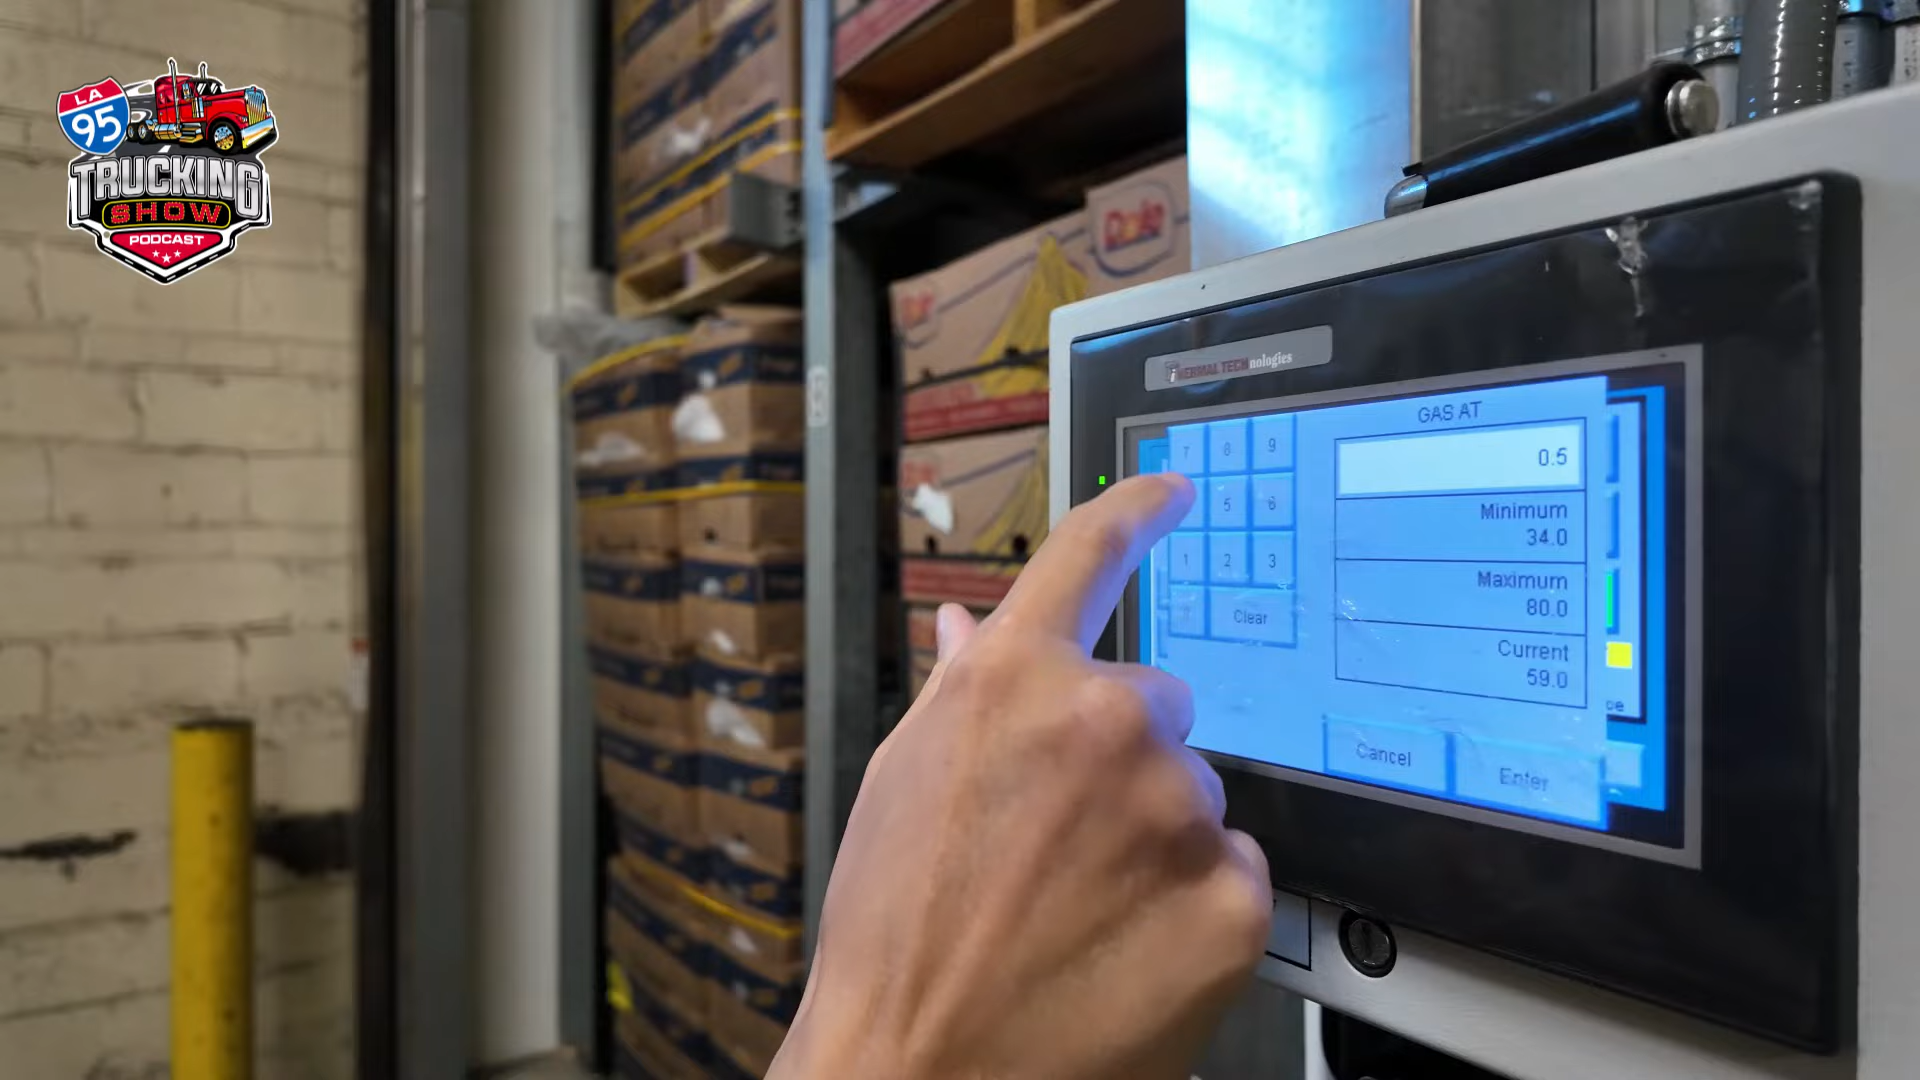 LA
95
TRUCKING
SHOW
PODCAST
Dole
THERMAL TECHnologies
GAS AT
7 8 9
0.5
5 6
Minimum
34.0
1 2 3
Maximum
80.0
Clear
Current
59.0
Cancel
Enter